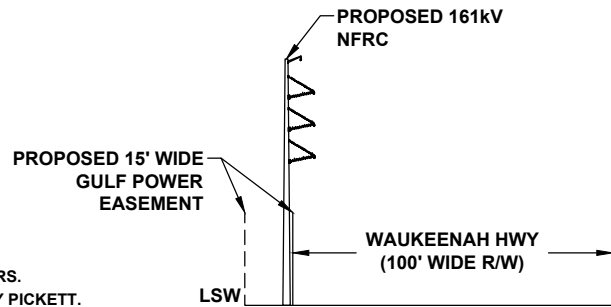 PROPOSED 161kV
NFRC
PROPOSED 15' WIDE
GULF POWER
EASEMENT
WAUKEENAH HWY
(100' WIDE R/W)
RS.
Y PICKETT.
LSW